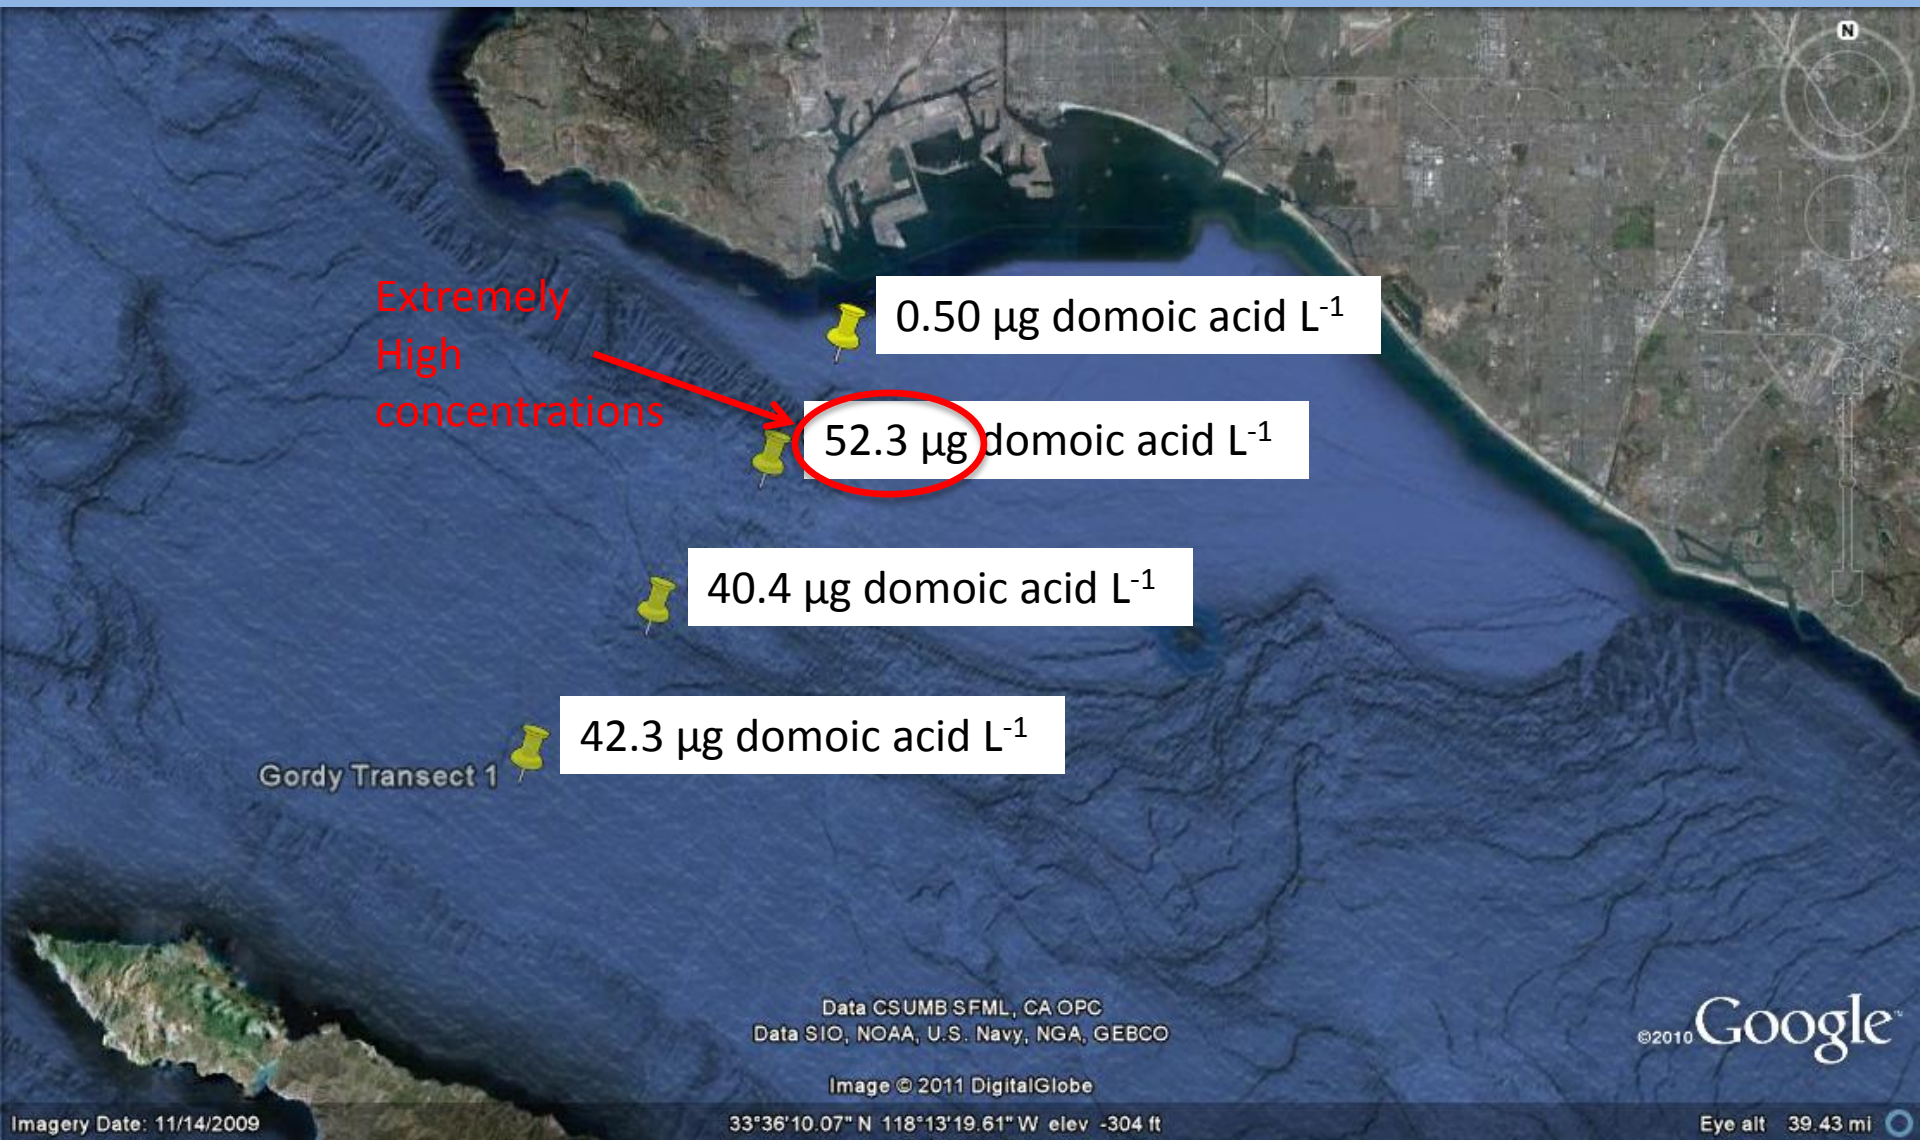 N
Extremely
High
concentrations
0.50 µg domoic acid L⁻¹
52.3 µg domoic acid L⁻¹
40.4 µg domoic acid L⁻¹
42.3 µg domoic acid L⁻¹
Gordy Transect 1
Data CSUMB SFML, CA OPC
Data SIO, NOAA, U.S. Navy, NGA, GEBCO
©2010 Google™
Image © 2011 DigitalGlobe
Imagery Date: 11/14/2009 33°36'10.07" N 118°13'19.61" W elev -304 ft Eye alt 39.43 mi